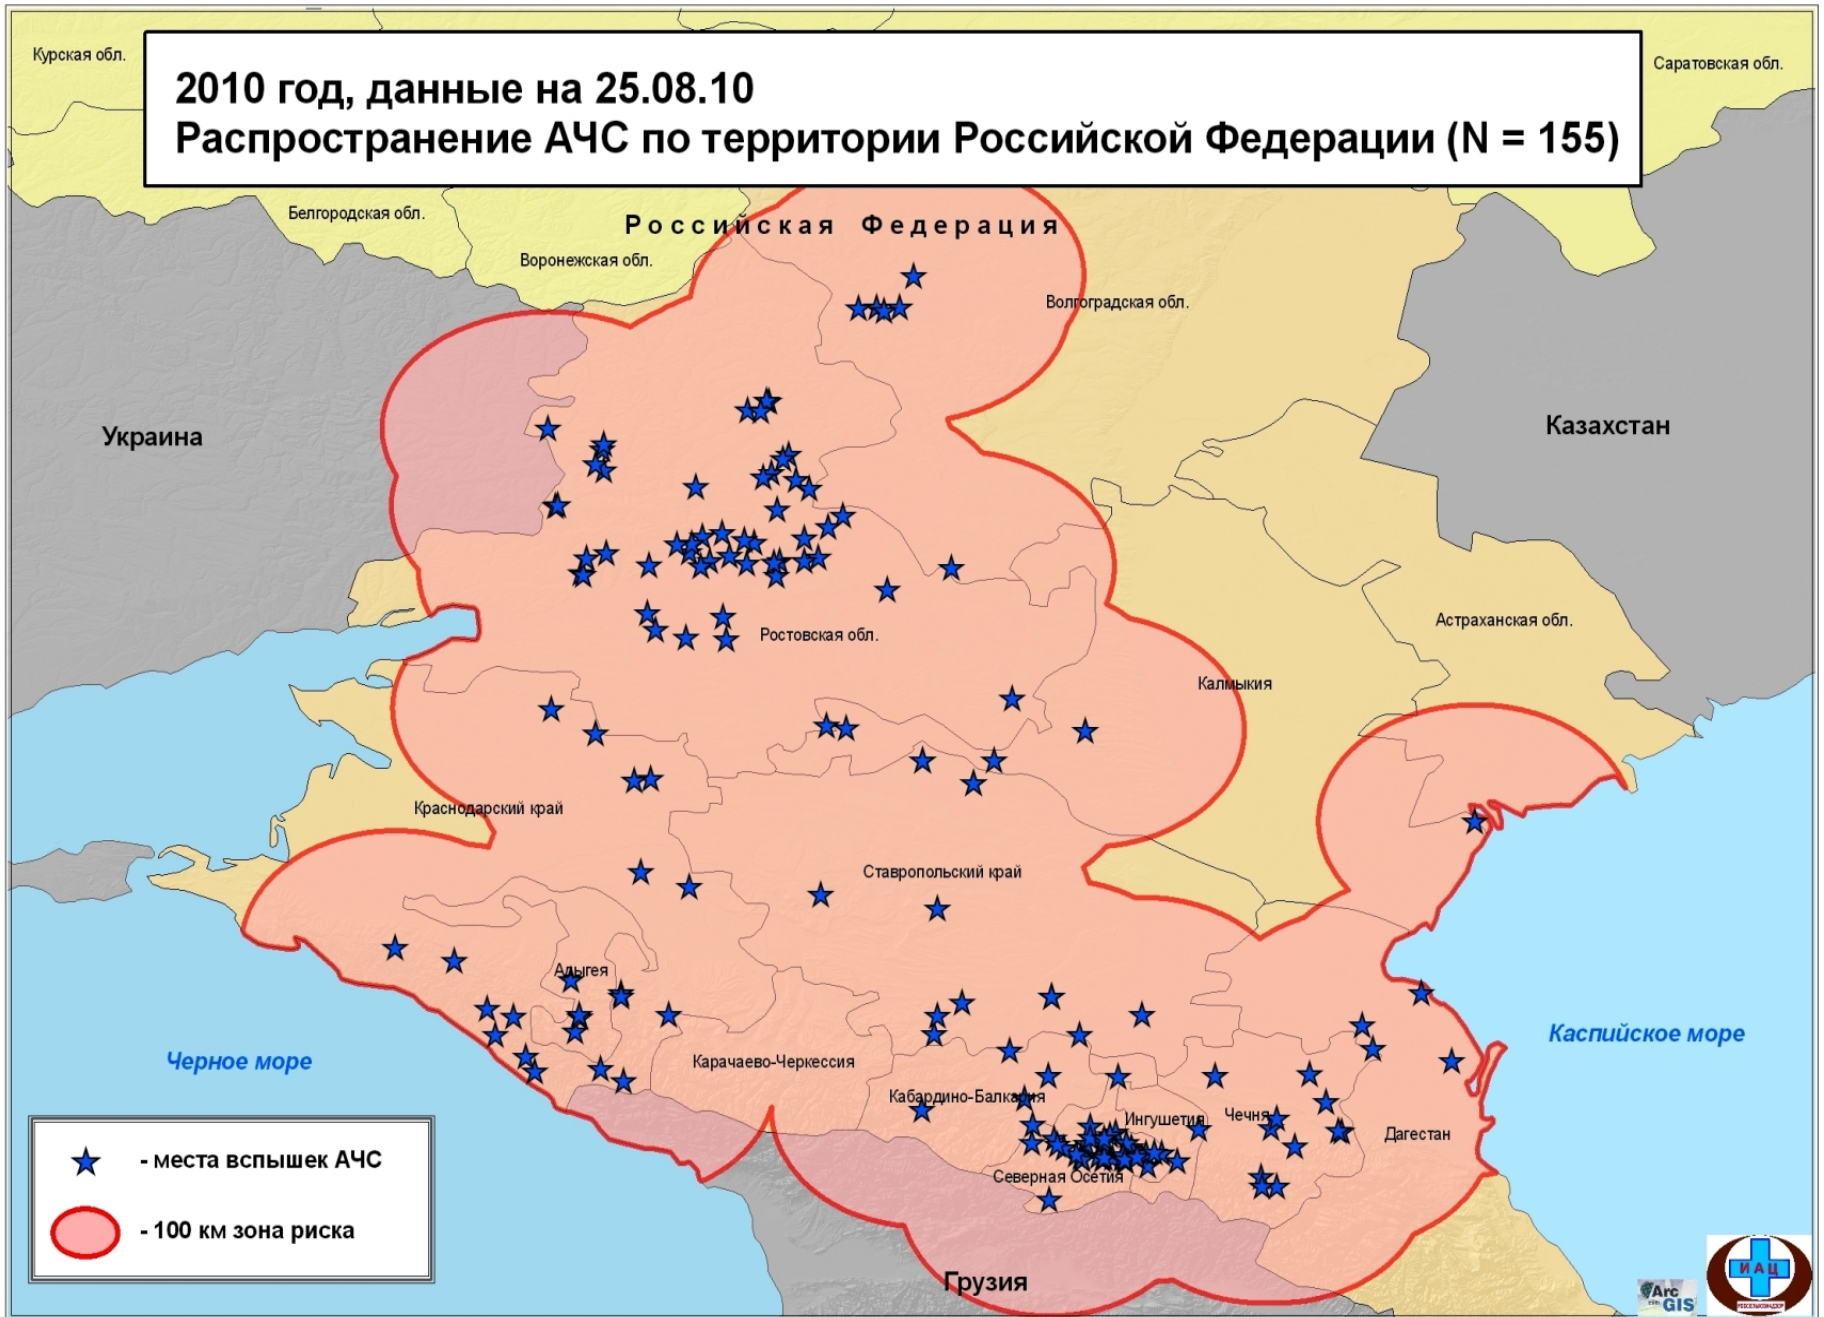 Курская обл.
Саратовская обл.
2010 год, данные на 25.08.10
Распространение АЧС по территории Российской Федерации (N = 155)
Белгородская обл.
Российская Федерация
Воронежская обл.
Волгоградская обл.
Украина
Казахстан
Астраханская обл.
Ростовская обл.
Калмыкия
Краснодарский край
Ставропольский край
Адыгея
Черное море
Каспийское море
Карачаево-Черкессия
Кабардино-Балкария
Ингушетия
Чечня
Дагестан
Северная Осетия
- места вспышек АЧС
- 100 км зона риска
Грузия
ИАЦ
РОССЕЛЬХОЗНАДЗОР
Arc
GIS